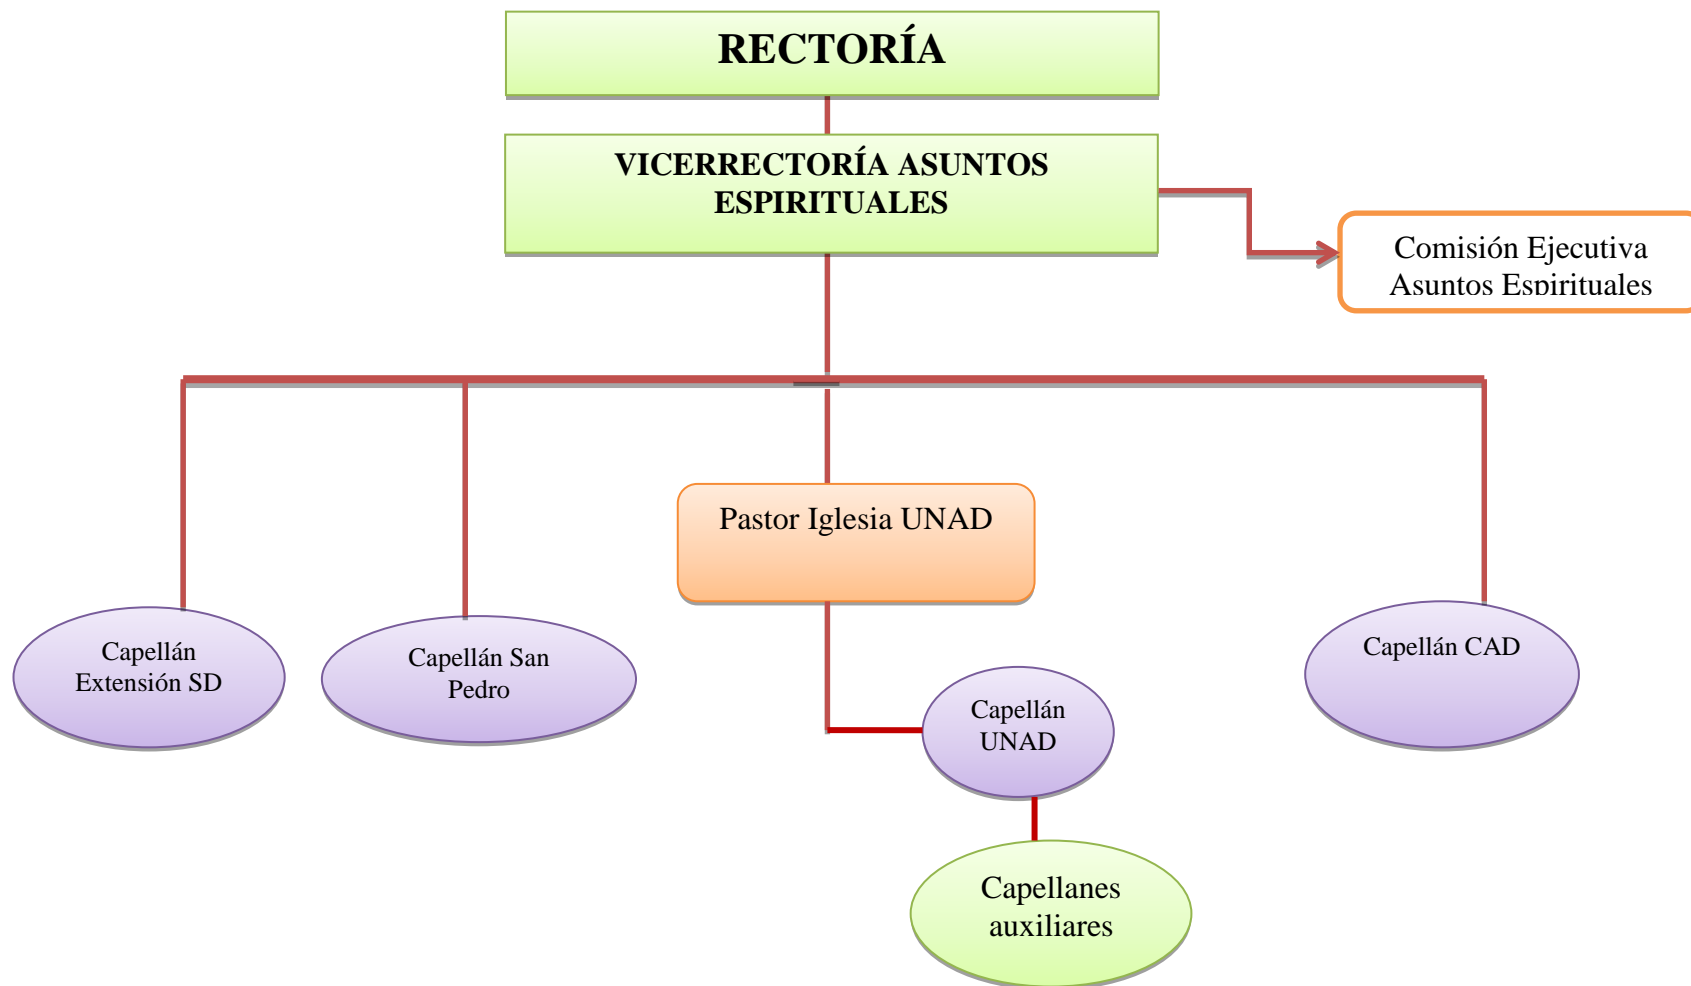 RECTORÍA
VICERRECTORÍA ASUNTOS
ESPIRITUALES
Comisión Ejecutiva
Asuntos Espirituales
Pastor Iglesia UNAD
Capellán
Extensión SD
Capellán San
Pedro
Capellán CAD
Capellán
UNAD
Capellanes
auxiliares